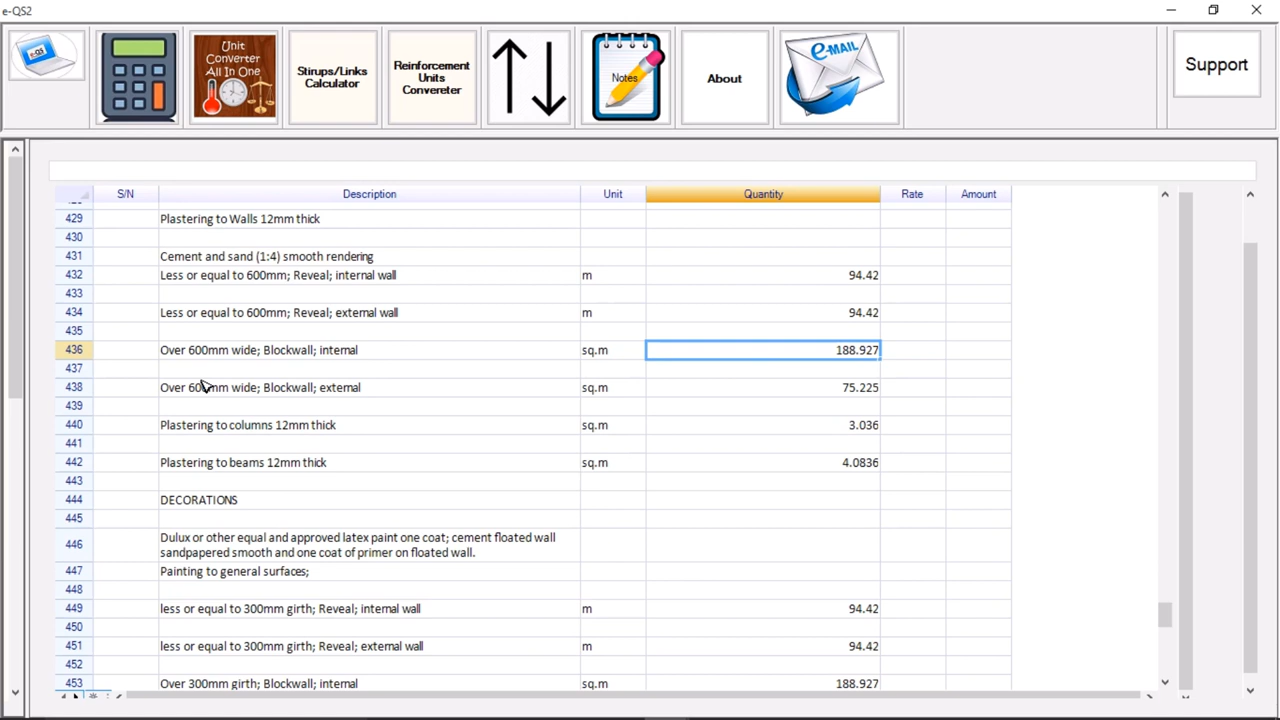 e-QS2
e-QS
Unit
Converter
All In One
Stirups/Links
Calculator
Reinforcement
Units
Convereter
Notes
About
e-MAIL
Support
S/N Description Unit Quantity Rate Amount
429 Plastering to Walls 12mm thick
430
431 Cement and sand (1:4) smooth rendering
432 Less or equal to 600mm; Reveal; internal wall m 94.42
433
434 Less or equal to 600mm; Reveal; external wall m 94.42
435
436 Over 600mm wide; Blockwall; internal sq.m 188.927
437
438 Over 600mm wide; Blockwall; external sq.m 75.225
439
440 Plastering to columns 12mm thick sq.m 3.036
441
442 Plastering to beams 12mm thick sq.m 4.0836
443
444 DECORATIONS
445
446 Dulux or other equal and approved latex paint one coat; cement floated wall
sandpapered smooth and one coat of primer on floated wall.
447 Painting to general surfaces;
448
449 less or equal to 300mm girth; Reveal; internal wall m 94.42
450
451 less or equal to 300mm girth; Reveal; external wall m 94.42
452
453 Over 300mm girth; Blockwall; internal sq.m 188.927